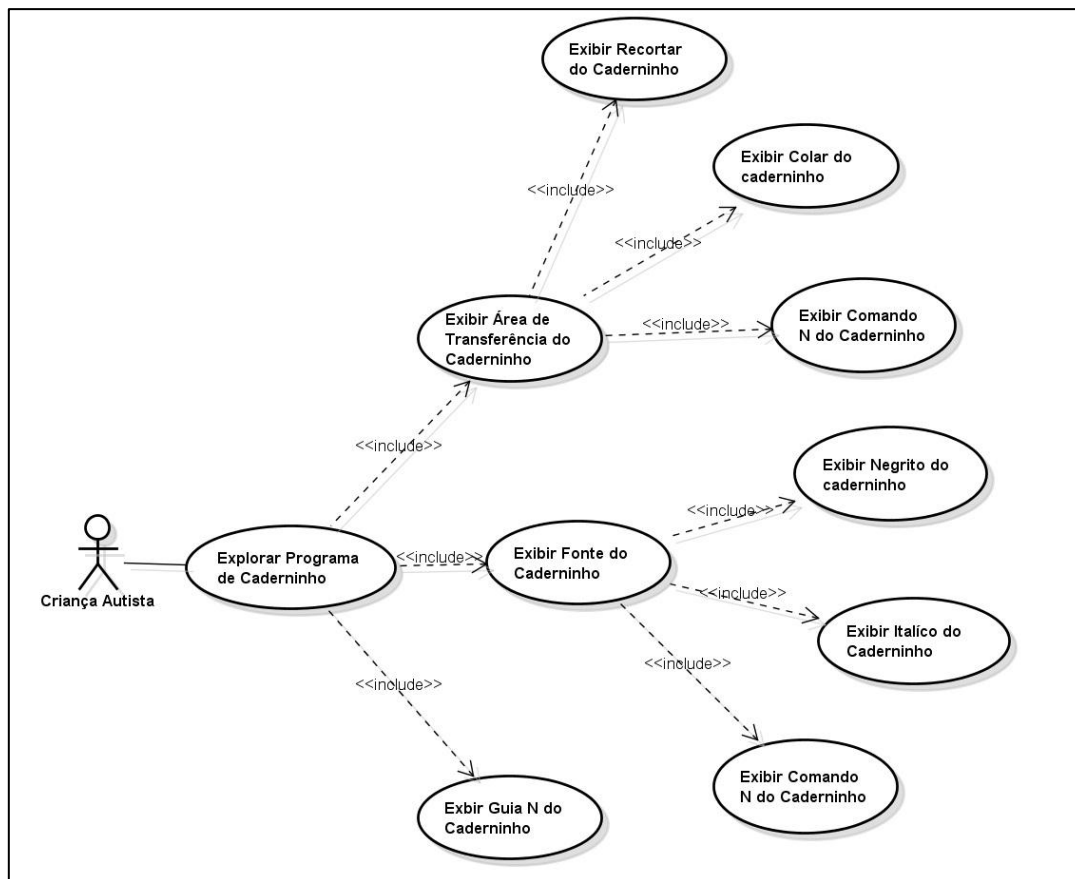 Exibir Recortar
do Caderninho
Exibir Colar do
caderninho
<<include>>
<<include>>
Exibir Área de
Transferência do
Caderninho
<<include>>
Exibir Comando
N do Caderninho
<<include>>
Exibir Negrito do
caderninho
<<include>>
Criança Autista
Explorar Programa
de Caderninho
<<include>>
Exibir Fonte do
Caderninho
<<include>>
Exibir Italíco do
Caderninho
<<include>>
<<include>>
Exbir Guia N do
Caderninho
Exibir Comando
N do Caderninho